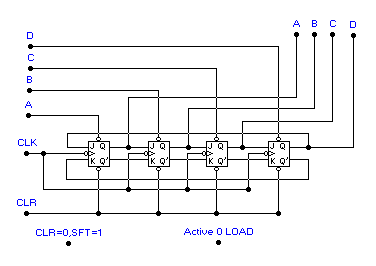 A B C D
D
C
B
A
CLK
J Q J Q J Q J Q
K Q' K Q' K Q' K Q'
CLR
CLR=0,SFT=1
Active 0 LOAD